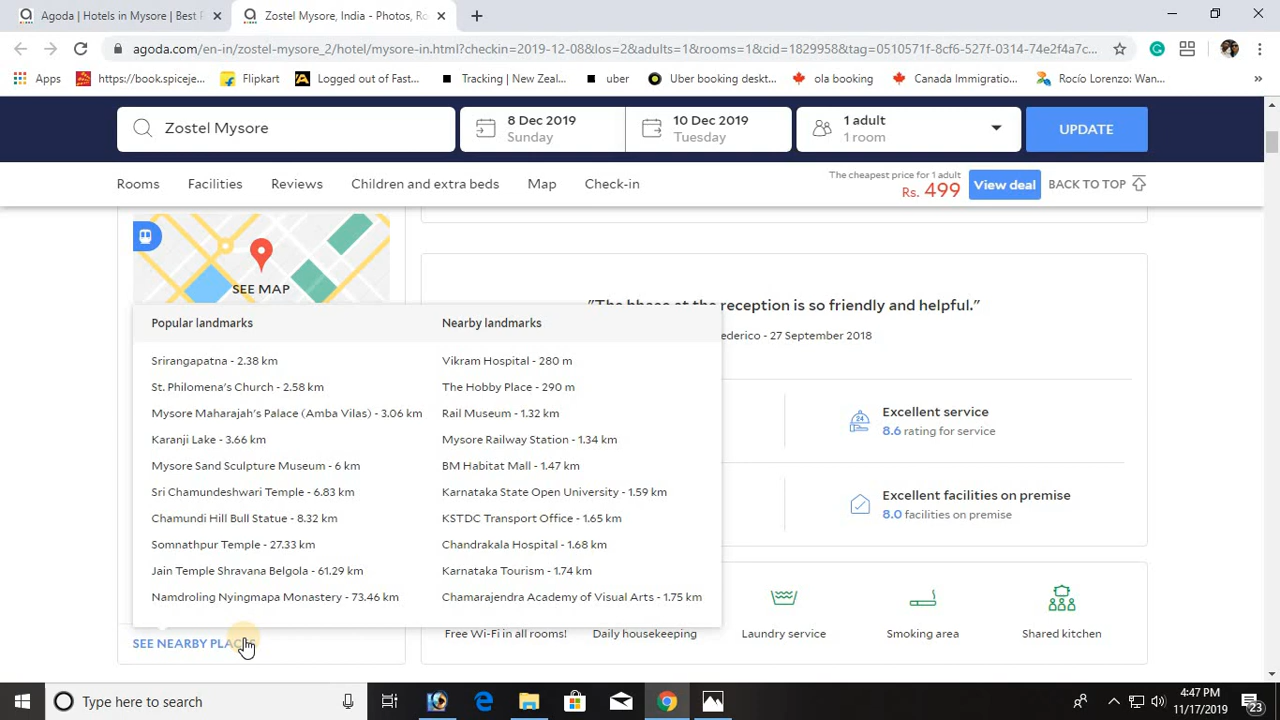 Agoda | Hotels in Mysore | Best P
Zostel Mysore, India - Photos, Ro
agoda.com/en-in/zostel-mysore_2/hotel/mysore-in.html?checkin=2019-12-08&los=2&adults=1&rooms=1&cid=1829958&tag=0510571f-8cf6-527f-0314-74e2f4a7c...
Apps
https://book.spiceje...
Flipkart
Logged out of Fast...
Tracking | New Zeal...
uber
Uber booking deskt...
ola booking
Canada Immigratio...
Rocío Lorenzo: Wan...
»
Zostel Mysore
8 Dec 2019
Sunday
10 Dec 2019
Tuesday
1 adult
1 room
UPDATE
Rooms
Facilities
Reviews
Children and extra beds
Map
Check-in
The cheapest price for 1 adult
Rs. 499
View deal
BACK TO TOP
SEE MAP
Popular landmarks
Srirangapatna - 2.38 km
St. Philomena's Church - 2.58 km
Mysore Maharajah's Palace (Amba Vilas) - 3.06 km
Karanji Lake - 3.66 km
Mysore Sand Sculpture Museum - 6 km
Sri Chamundeshwari Temple - 6.83 km
Chamundi Hill Bull Statue - 8.32 km
Somnathpur Temple - 27.33 km
Jain Temple Shravana Belgola - 61.29 km
Namdroling Nyingmapa Monastery - 73.46 km
Nearby landmarks
Vikram Hospital - 280 m
The Hobby Place - 290 m
Rail Museum - 1.32 km
Mysore Railway Station - 1.34 km
BM Habitat Mall - 1.47 km
Karnataka State Open University - 1.59 km
KSTDC Transport Office - 1.65 km
Chandrakala Hospital - 1.68 km
Karnataka Tourism - 1.74 km
Chamarajendra Academy of Visual Arts - 1.75 km
SEE NEARBY PLAC
at the reception is so friendly and helpful."
ederico - 27 September 2018
Excellent service
8.6 rating for service
Excellent facilities on premise
8.0 facilities on premise
Free Wi-Fi in all rooms!
Daily housekeeping
Laundry service
Smoking area
Shared kitchen
Type here to search
4:47 PM
11/17/2019
23